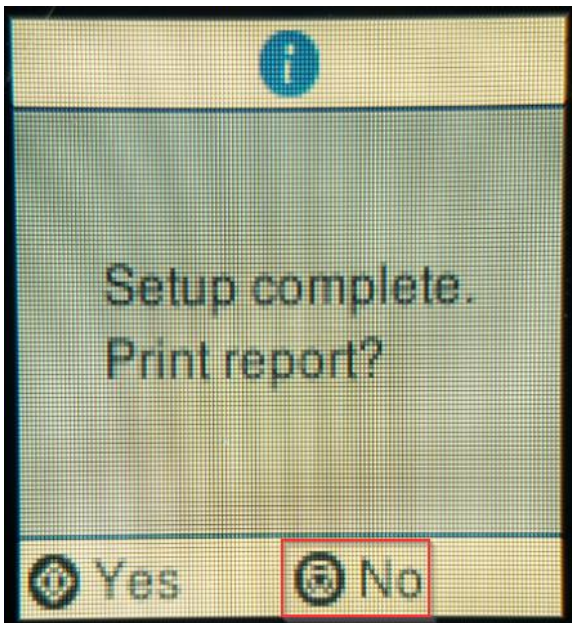 i
Setup complete.
Print report?
Yes No